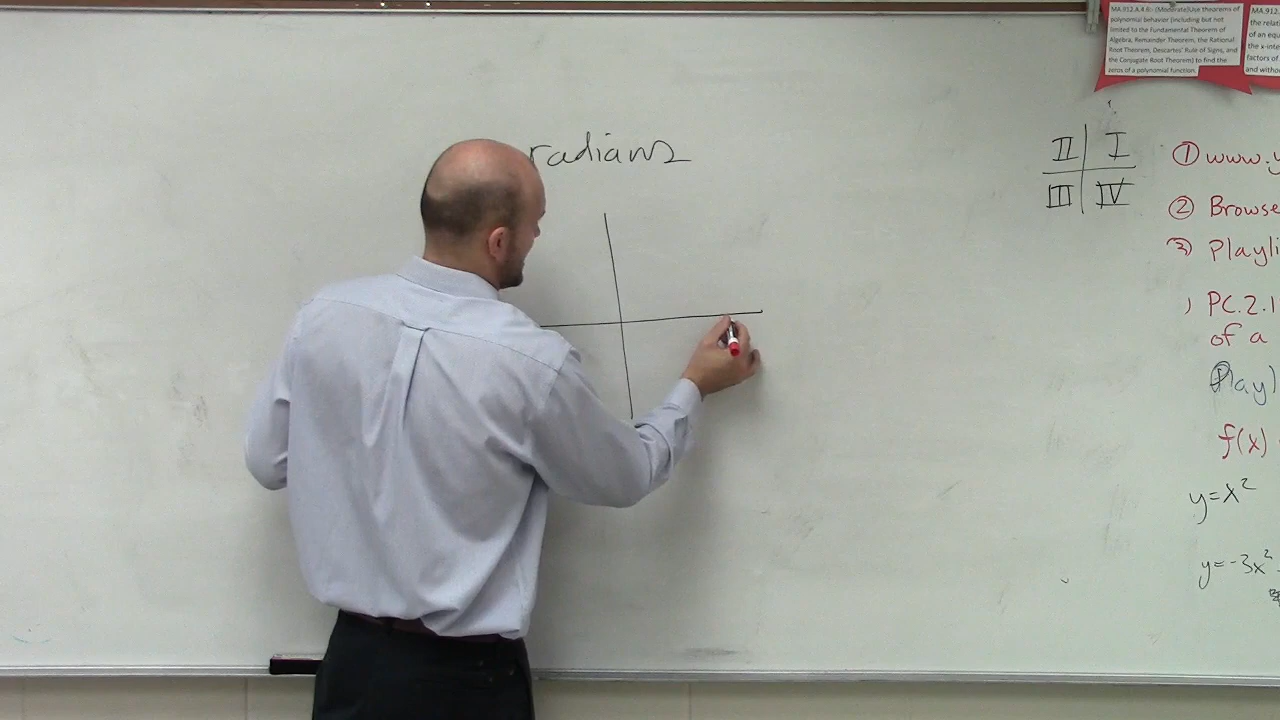 MA.912.A.4.6:- (Moderate)Use theorems of
polynomial behavior (including but not
limited to the Fundamental Theorem of
Algebra, Remainder Theorem, the Rational
Root Theorem, Descartes' Rule of Signs, and
the Conjugate Root Theorem) to find the
zeros of a polynomial function.
MA.912.
the relati
of an equ
the x-inte
factors of
and witho
radians
II I
III IV
① www.y
② Browse
③ Playli
PC.2.1
of a
Play
f(x)
y=x²
y=-3x²